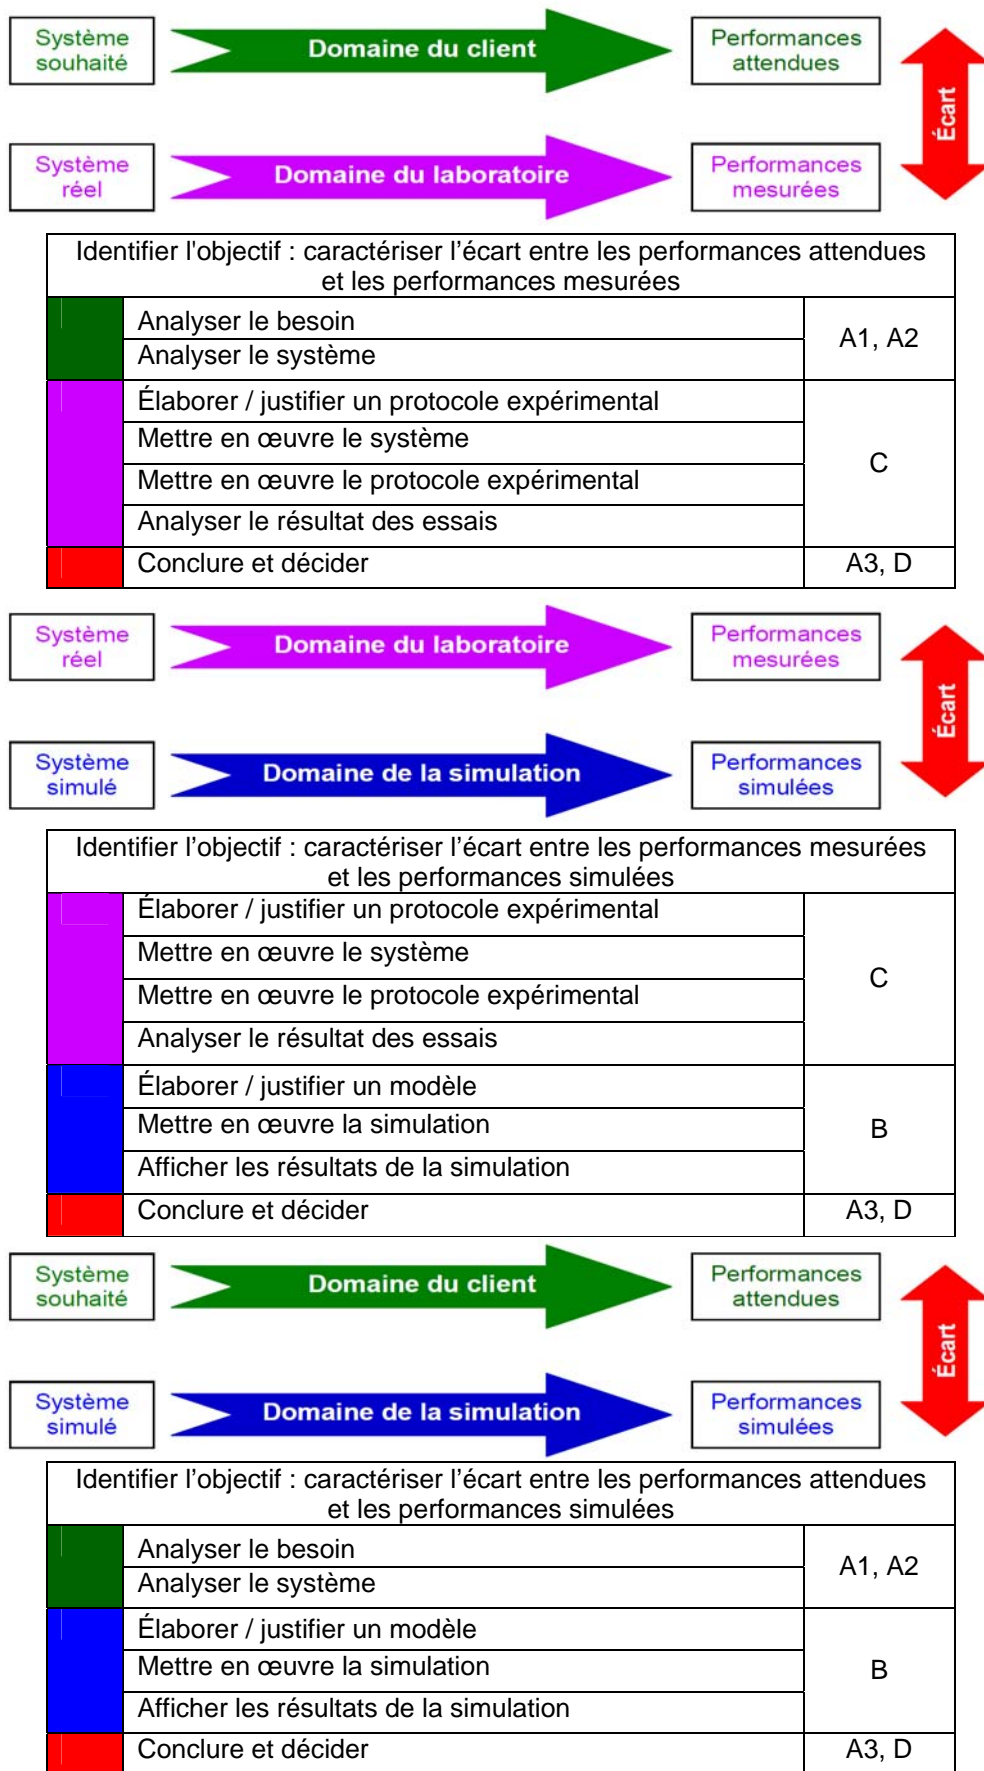 Système
souhaité
Domaine du client
Performances
attendues
Écart
Système
réel
Domaine du laboratoire
Performances
mesurées
Identifier l'objectif : caractériser l’écart entre les performances attendues
et les performances mesurées
Analyser le besoin
Analyser le système
A1, A2
Élaborer / justifier un protocole expérimental
Mettre en œuvre le système
Mettre en œuvre le protocole expérimental
Analyser le résultat des essais
C
Conclure et décider
A3, D
Système
réel
Domaine du laboratoire
Performances
mesurées
Écart
Système
simulé
Domaine de la simulation
Performances
simulées
Identifier l’objectif : caractériser l’écart entre les performances mesurées
et les performances simulées
Élaborer / justifier un protocole expérimental
Mettre en œuvre le système
Mettre en œuvre le protocole expérimental
Analyser le résultat des essais
C
Élaborer / justifier un modèle
Mettre en œuvre la simulation
Afficher les résultats de la simulation
B
Conclure et décider
A3, D
Système
souhaité
Domaine du client
Performances
attendues
Écart
Système
simulé
Domaine de la simulation
Performances
simulées
Identifier l’objectif : caractériser l’écart entre les performances attendues
et les performances simulées
Analyser le besoin
Analyser le système
A1, A2
Élaborer / justifier un modèle
Mettre en œuvre la simulation
Afficher les résultats de la simulation
B
Conclure et décider
A3, D